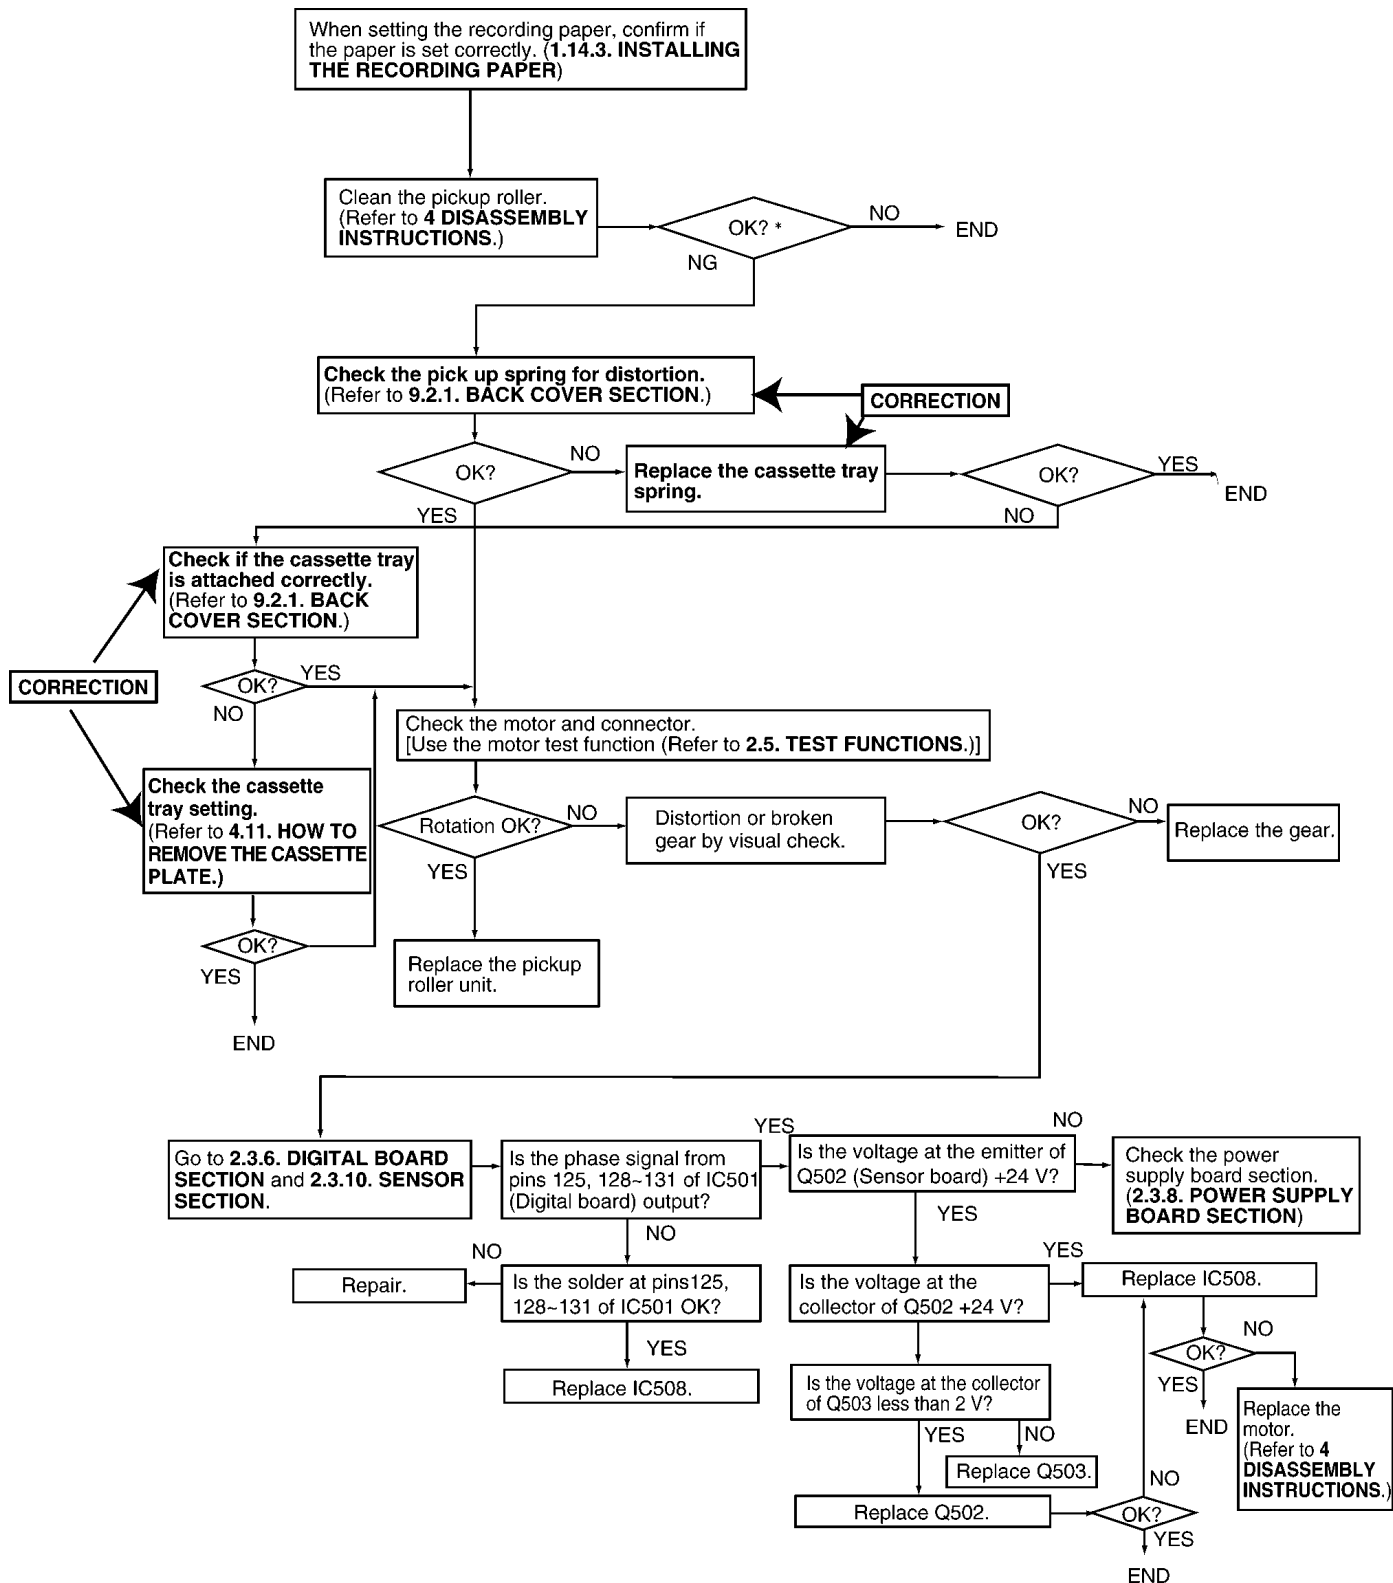 When setting the recording paper, confirm if
the paper is set correctly. (1.14.3. INSTALLING
THE RECORDING PAPER)
Clean the pickup roller.
(Refer to 4 DISASSEMBLY
INSTRUCTIONS.)
OK? *
NO
END
NG
Check the pick up spring for distortion.
(Refer to 9.2.1. BACK COVER SECTION.)
CORRECTION
OK?
NO
Replace the cassette tray
spring.
OK?
YES
END
YES
NO
Check if the cassette tray
is attached correctly.
(Refer to 9.2.1. BACK
COVER SECTION.)
CORRECTION
OK?
YES
NO
Check the motor and connector.
[Use the motor test function (Refer to 2.5. TEST FUNCTIONS.)]
Check the cassette
tray setting.
(Refer to 4.11. HOW TO
REMOVE THE CASSETTE
PLATE.)
Rotation OK?
NO
YES
Distortion or broken
gear by visual check.
OK?
NO
YES
Replace the gear.
OK?
YES
END
Replace the pickup
roller unit.
Go to 2.3.6. DIGITAL BOARD
SECTION and 2.3.10. SENSOR
SECTION.
Is the phase signal from
pins 125, 128~131 of IC501
(Digital board) output?
YES
NO
Is the voltage at the emitter of
Q502 (Sensor board) +24 V?
NO
YES
Check the power
supply board section.
(2.3.8. POWER SUPPLY
BOARD SECTION)
Repair.
NO
Is the solder at pins125,
128~131 of IC501 OK?
YES
Replace IC508.
Is the voltage at the
collector of Q502 +24 V?
YES
Replace IC508.
OK?
NO
YES
END
Replace the
motor.
(Refer to 4
DISASSEMBLY
INSTRUCTIONS.)
Is the voltage at the collector
of Q503 less than 2 V?
YES
NO
Replace Q503.
Replace Q502.
OK?
NO
YES
END